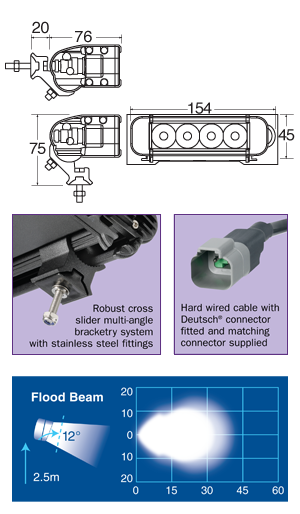 20 76
154
75
45
Robust cross
slider multi-angle
bracketry system
with stainless steel fittings
Hard wired cable with
Deutsch® connector
fitted and matching
connector supplied
Flood Beam
12°
2.5m
20
10
0
10
20
0 15 30 45 60